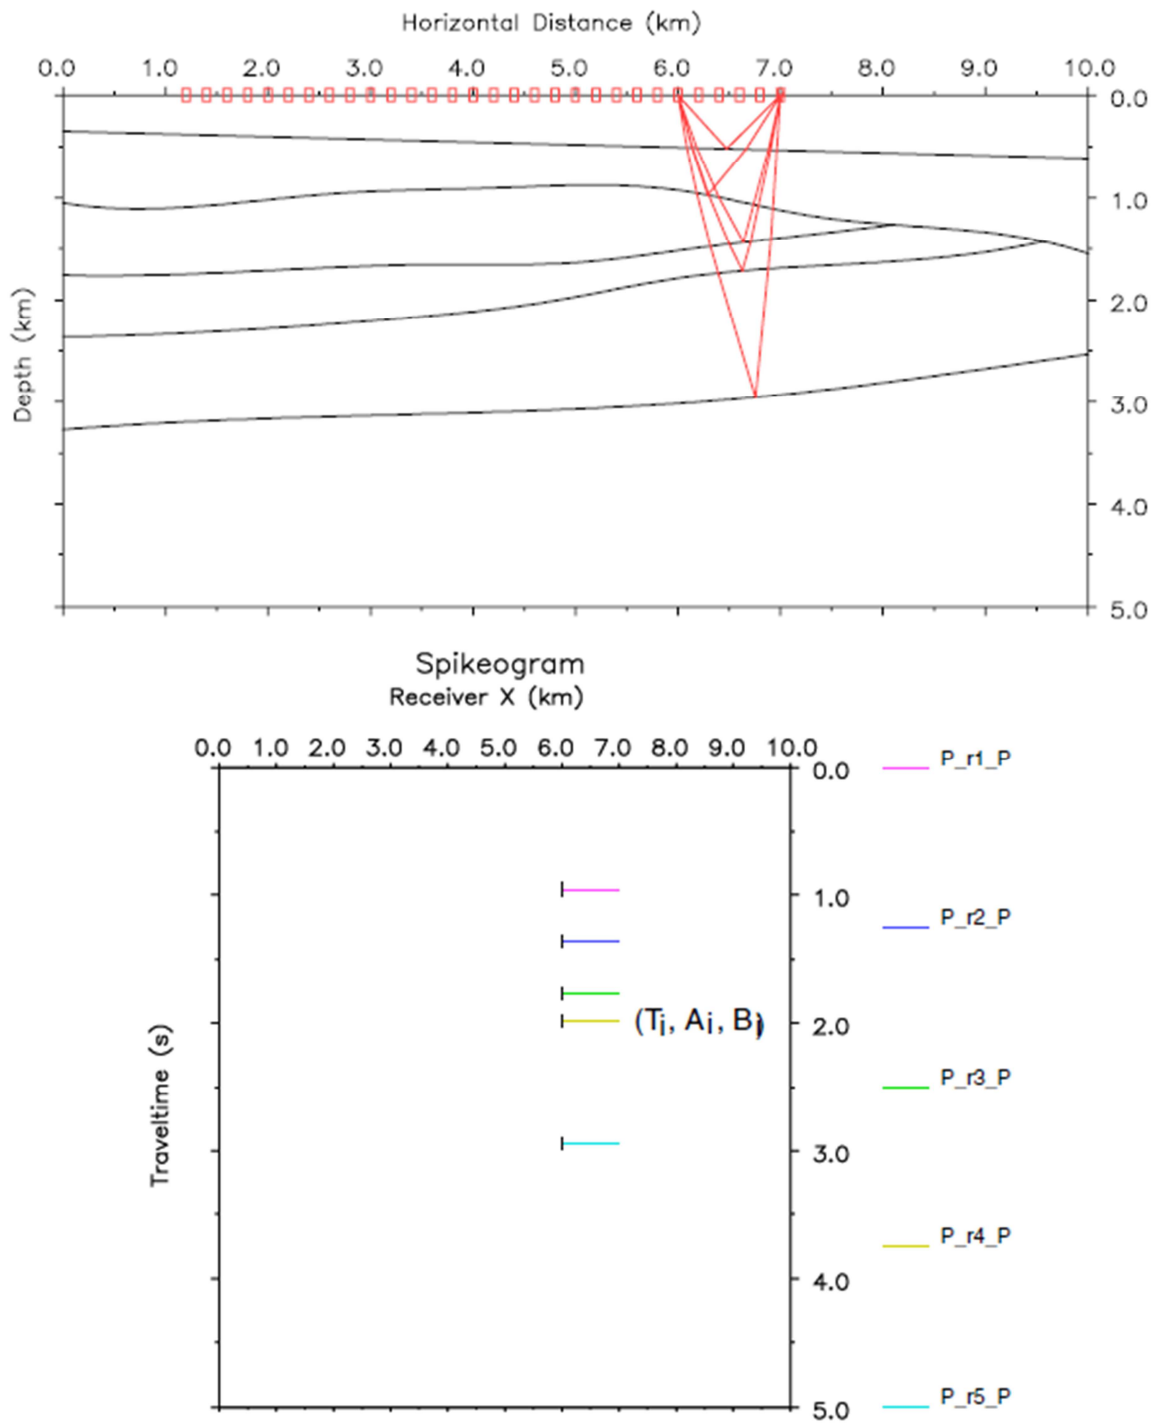 Horizontal Distance (km)
0.0 1.0 2.0 3.0 4.0 5.0 6.0 7.0 8.0 9.0 10.0
0.0
1.0
2.0
3.0
4.0
5.0
Depth (km)
Spikeogram
Receiver X (km)
0.0 1.0 2.0 3.0 4.0 5.0 6.0 7.0 8.0 9.0 10.0
0.0
1.0
2.0
3.0
4.0
5.0
Traveltime (s)
(Ti, Ai, Bi)
P_r1_P
P_r2_P
P_r3_P
P_r4_P
P_r5_P